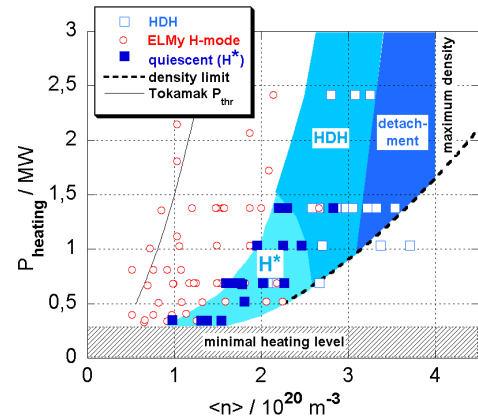 HDH
ELMy H-mode
quiescent (H*)
density limit
Tokamak P_thr
3
2,5
2
1,5
1
0,5
0
P_heating / MW
HDH
detach-
ment
maximum density
H*
minimal heating level
0 1 2 3 4
<n> / 10^20 m^-3